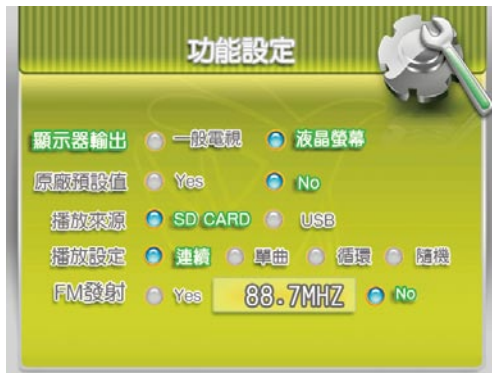 功能設定
顯示器輸出 一般電視 液晶螢幕
原廠預設值 Yes No
播放來源 SD CARD USB
播放設定 連續 單曲 循環 隨機
FM發射 Yes 88.7MHZ No